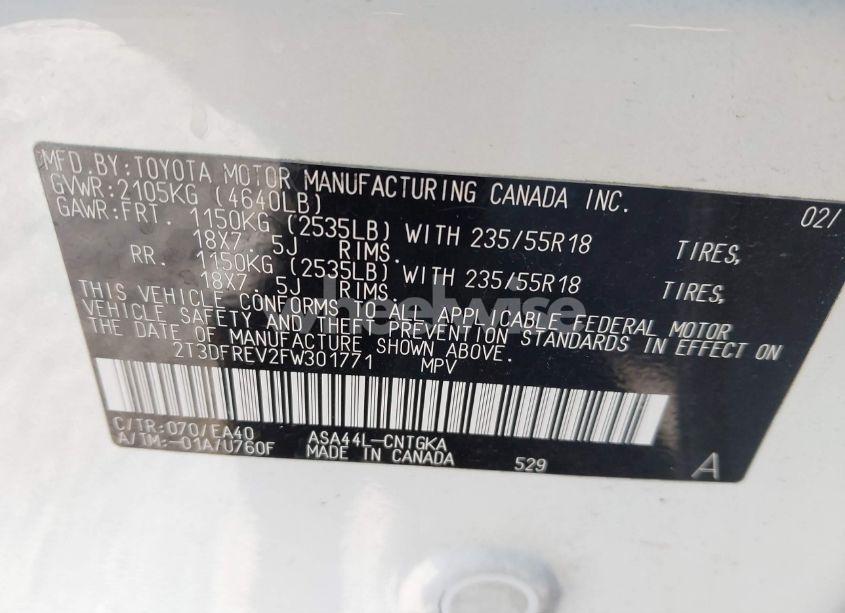 MFD.BY:TOYOTA MOTOR MANUFACTURING CANADA INC. 02/
GVWR:2105KG (4640LB)
GAWR:FRT. 1150KG (2535LB) WITH 235/55R18 TIRES,
18X7 5J RIMS.
RR. 1150KG (2535LB) WITH 235/55R18 TIRES,
18X7 5J RIMS.
THIS VEHICLE CONFORMS TO ALL APPLICABLE FEDERAL MOTOR
VEHICLE SAFETY AND THEFT PREVENTION STANDARDS IN EFFECT ON
THE DATE OF MANUFACTURE SHOWN ABOVE.
2T3DFREV2FW301771 MPV
wheelwise
C/TR:070/EA40 ASA44L-CNTGKA
A/TM:-01A/U760F MADE IN CANADA 529 A